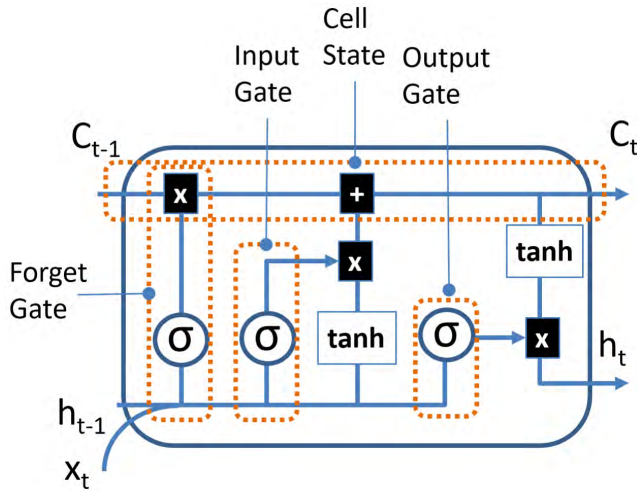 Cell
State
Input
Gate
Output
Gate
C_{t-1}
C_t
x
+
x
tanh
Forget
Gate
σ
σ
tanh
σ
x
h_t
h_{t-1}
x_t